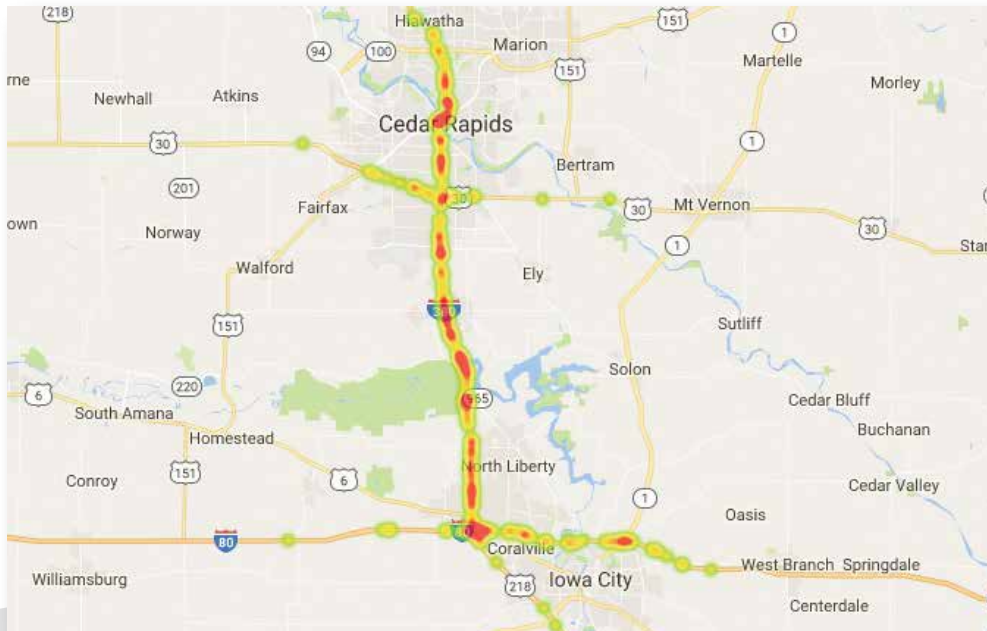 218
Hiawatha
151
1
94
100
Marion
151
Martelle
rne
Newhall
Atkins
Morley
Cedar Rapids
30
1
Bertram
201
Fairfax
30
30
Mt Vernon
own
Norway
30
1
Star
Walford
Ely
380
151
Sutliff
Solon
220
6
965
Cedar Bluff
South Amana
Homestead
Buchanan
151
North Liberty
Conroy
6
Cedar Valley
1
Oasis
80
80
Coralville
West Branch
Springdale
Williamsburg
218
Iowa City
Centerdale